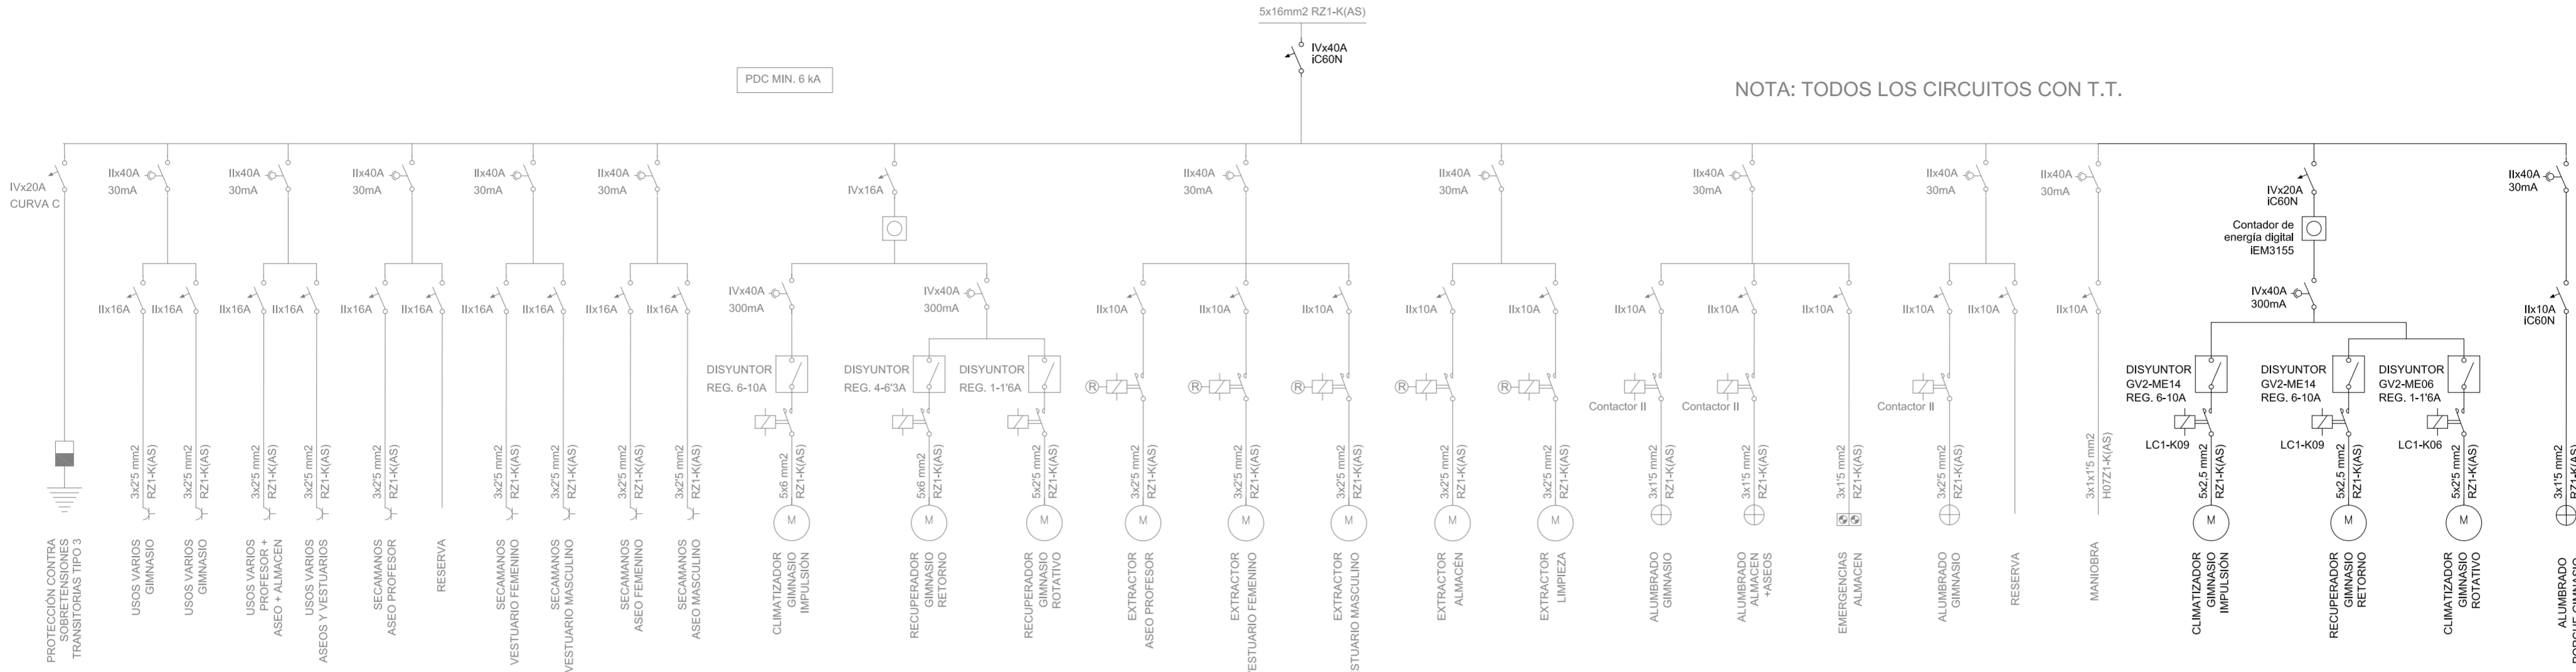 5x16mm2 RZ1-K(AS)
IVx40A
iC60N
PDC MIN. 6 kA
NOTA: TODOS LOS CIRCUITOS CON T.T.
IVx20A
CURVA C
IIx40A
30mA
IIx40A
30mA
IIx40A
30mA
IIx40A
30mA
IIx40A
30mA
IVx16A
IIx40A
30mA
IIx40A
30mA
IIx40A
30mA
IIx40A
30mA
IIx40A
30mA
IVx20A
iC60N
Contador de
energía digital
iEM3155
IIx40A
30mA
IIx16A
IIx16A
IIx16A
IIx16A
IIx16A
IIx16A
IIx16A
IIx16A
IIx16A
IIx16A
IVx40A
300mA
IVx40A
300mA
IIx10A
IIx10A
IIx10A
IIx10A
IIx10A
IIx10A
IIx10A
IIx10A
IIx10A
IIx10A
IIx10A
IVx40A
300mA
IIx10A
iC60N
DISYUNTOR
REG. 6-10A
DISYUNTOR
REG. 4-6'3A
DISYUNTOR
REG. 1-1'6A
R
R
R
R
R
Contactor II
Contactor II
Contactor II
DISYUNTOR
GV2-ME14
REG. 6-10A
LC1-K09
DISYUNTOR
GV2-ME14
REG. 6-10A
LC1-K09
DISYUNTOR
GV2-ME06
REG. 1-1'6A
LC1-K06
3x2'5 mm2
RZ1-K(AS)
3x2'5 mm2
RZ1-K(AS)
3x2'5 mm2
RZ1-K(AS)
3x2'5 mm2
RZ1-K(AS)
3x2'5 mm2
RZ1-K(AS)
3x2'5 mm2
RZ1-K(AS)
3x2'5 mm2
RZ1-K(AS)
3x2'5 mm2
RZ1-K(AS)
3x2'5 mm2
RZ1-K(AS)
5x6 mm2
RZ1-K(AS)
5x6 mm2
RZ1-K(AS)
5x2'5 mm2
RZ1-K(AS)
3x2'5 mm2
RZ1-K(AS)
3x2'5 mm2
RZ1-K(AS)
3x2'5 mm2
RZ1-K(AS)
3x2'5 mm2
RZ1-K(AS)
3x2'5 mm2
RZ1-K(AS)
3x1'5 mm2
RZ1-K(AS)
3x1'5 mm2
RZ1-K(AS)
3x1'5 mm2
RZ1-K(AS)
3x2'5 mm2
RZ1-K(AS)
3x1x1'5 mm2
H07Z1-K(AS)
5x2,5 mm2
RZ1-K(AS)
5x2,5 mm2
RZ1-K(AS)
5x2'5 mm2
RZ1-K(AS)
3x1'5 mm2
RZ1-K(AS)
M
M
M
M
M
M
M
M
M
M
M
PROTECCIÓN CONTRA
SOBRETENSIONES
TRANSITORIAS TIPO 3
USOS VARIOS
GIMNASIO
USOS VARIOS
GIMNASIO
USOS VARIOS
PROFESOR +
ASEO + ALMACEN
USOS VARIOS
ASEOS Y VESTUARIOS
SECAMANOS
ASEO PROFESOR
RESERVA
SECAMANOS
VESTUARIO FEMENINO
SECAMANOS
VESTUARIO MASCULINO
SECAMANOS
ASEO FEMENINO
SECAMANOS
ASEO MASCULINO
CLIMATIZADOR
GIMNASIO
IMPULSIÓN
RECUPERADOR
GIMNASIO
RETORNO
RECUPERADOR
GIMNASIO
ROTATIVO
EXTRACTOR
ASEO PROFESOR
EXTRACTOR
VESTUARIO FEMENINO
EXTRACTOR
VESTUARIO MASCULINO
EXTRACTOR
ALMACÉN
EXTRACTOR
LIMPIEZA
ALUMBRADO
GIMNASIO
ALUMBRADO
ALMACEN
+ASEOS
EMERGENCIAS
ALMACEN
ALUMBRADO
GIMNASIO
RESERVA
MANIOBRA
CLIMATIZADOR
GIMNASIO
IMPULSIÓN
RECUPERADOR
GIMNASIO
RETORNO
CLIMATIZADOR
GIMNASIO
ROTATIVO
ALUMBRADO